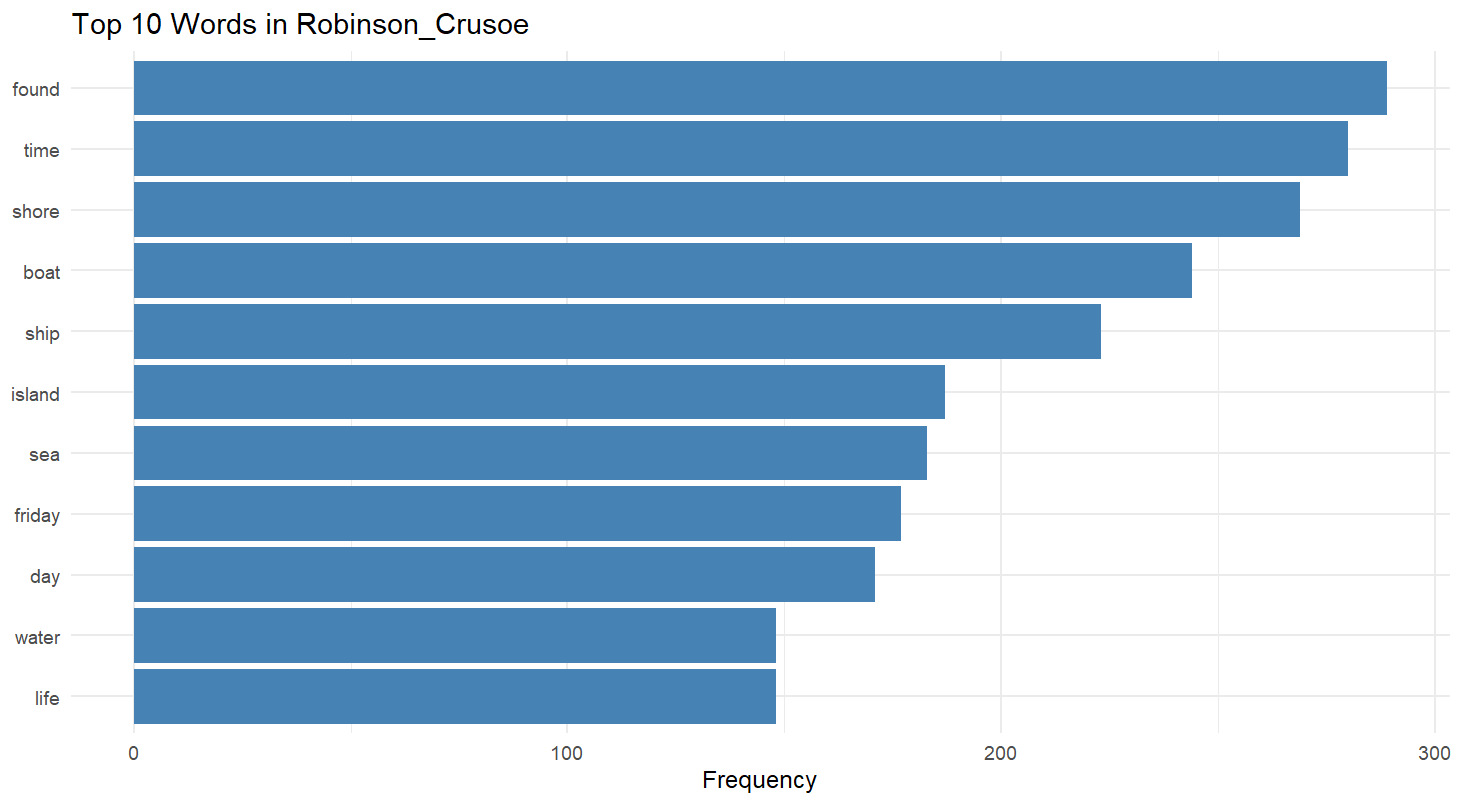 Top 10 Words in Robinson_Crusoe
found
time
shore
boat
ship
island
sea
friday
day
water
life
0 100 200 300
Frequency